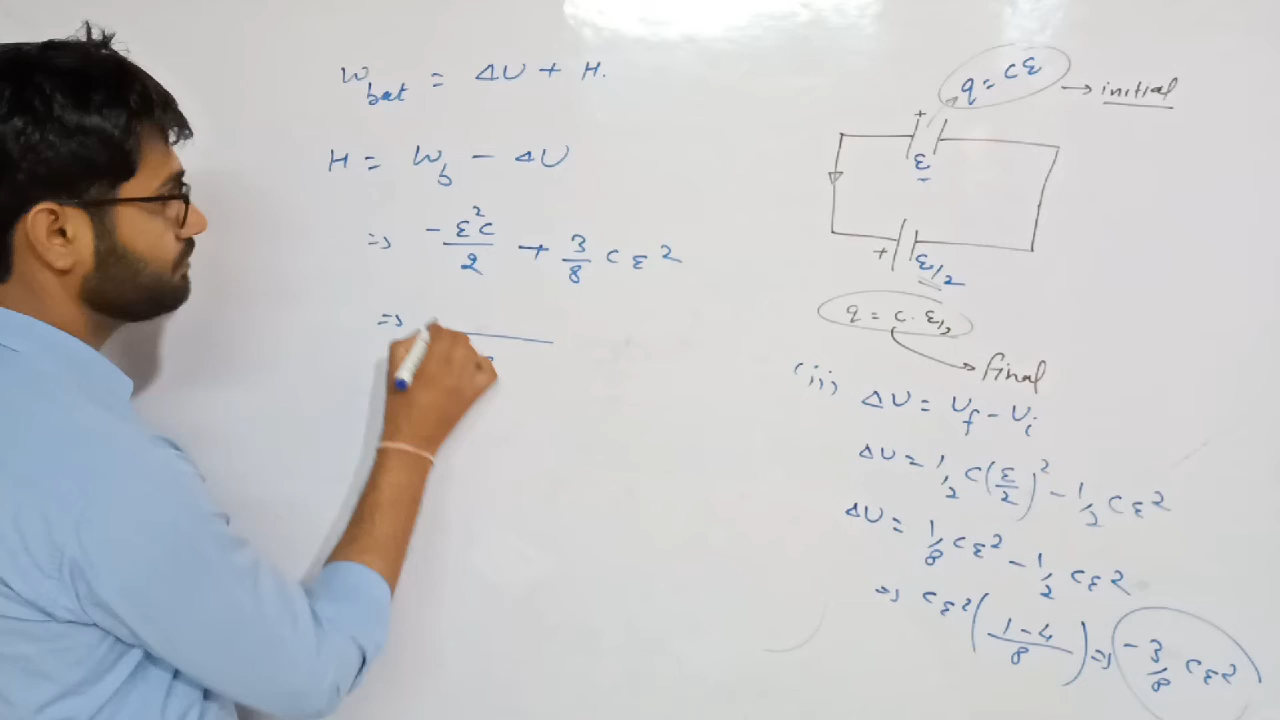 W_bat = ΔU + H.
H = W_b - ΔU
⇒ -ε²c/2 + 3/8 cε²
⇒
q = cε → initial
+
ε
+
ε/2
q = c. ε/2
final
(ii) ΔU = U_f - U_i
ΔU = 1/2 c(ε/2)² - 1/2 cε²
ΔU = 1/8 cε² - 1/2 cε²
⇒ cε²(1-4/8) ⇒ -3/8 cε²